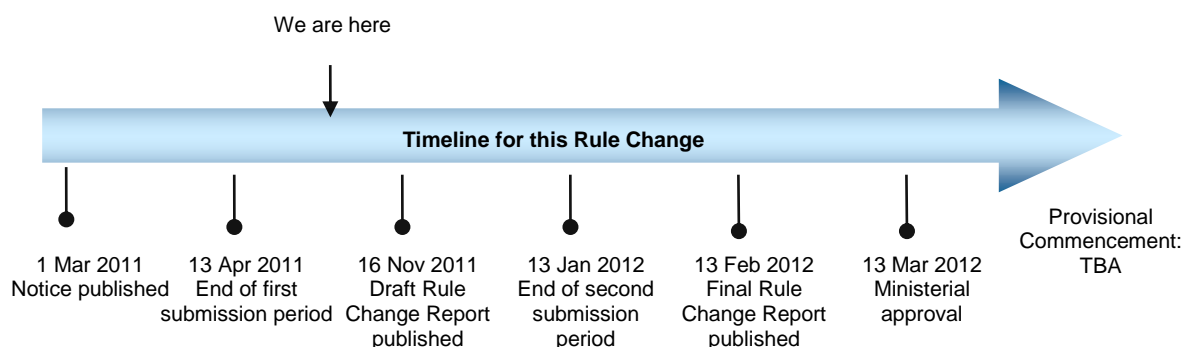 We are here
Timeline for this Rule Change
1 Mar 2011
Notice published
13 Apr 2011
End of first
submission period
16 Nov 2011
Draft Rule
Change Report
published
13 Jan 2012
End of second
submission
period
13 Feb 2012
Final Rule
Change Report
published
13 Mar 2012
Ministerial
approval
Provisional
Commencement:
TBA